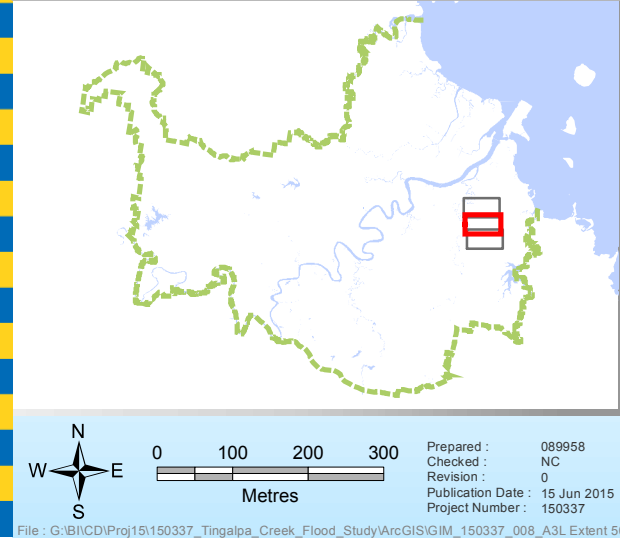 N
W E
S
0 100 200 300
Metres
Prepared : 089958
Checked : NC
Revision : 0
Publication Date : 15 Jun 2015
Project Number : 150337
File : G:\BI\CD\Proj15\150337_Tingalpa_Creek_Flood_Study\ArcGIS\GIM_150337_008_A3L Extent